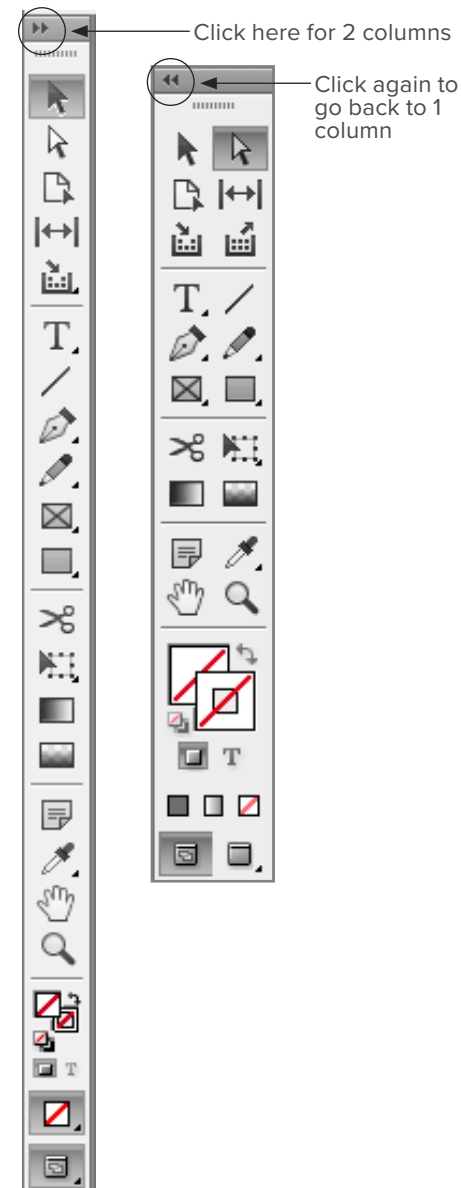 Click here for 2 columns
Click again to
go back to 1
column
T
T
T
T